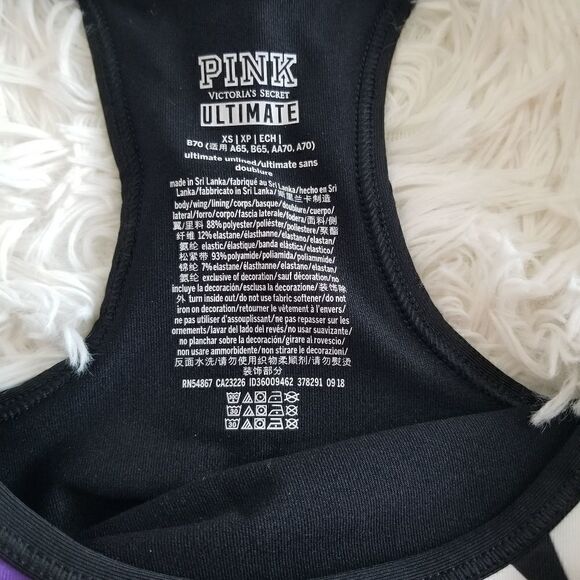 PINK
VICTORIA'S SECRET
ULTIMATE
XS | XP | ECH |
B70 (适用 A65, B65, AA70, A70)
ultimate unlined/ultimate sans
doublure
made in Sri Lanka/fabriqué au Sri Lanka/hecho en Sri
Lanka/fabbricato in Sri Lanka/斯里兰卡制造
body/wing/lining/corps/basque/doublure/cuerpo/
lateral/forro/corpo/fascia laterale/fodera/面料/侧
翼/里料 88% polyester/poliéster/poliestere/聚酯
纤维 12% elastane/élasthanne/elastano/elastan/
氨纶 elastic/élastique/banda elástica/elastico/
松紧带 93% polyamide/poliamida/poliammide/
锦纶 7% elastane/élasthanne/elastano/elastan/
氨纶 exclusive of decoration/sauf décoration/no
incluye la decoración/esclusa la decorazione/装饰除
外 turn inside out/do not use fabric softener/do not
iron on decoration/retourner le vêtement à l'envers/
ne pas utiliser d'assouplissant/ne pas repasser sur les
ornements/lavar del lado del revés/no usar suavizante/
no planchar sobre la decoración/girare al rovescio/
non usare ammorbidente/non stirare le decorazioni/
反面水洗/请勿使用织物柔顺剂/请勿熨烫
装饰部分
RN54867 CA23226 ID36009462 378291 09 18
30
30